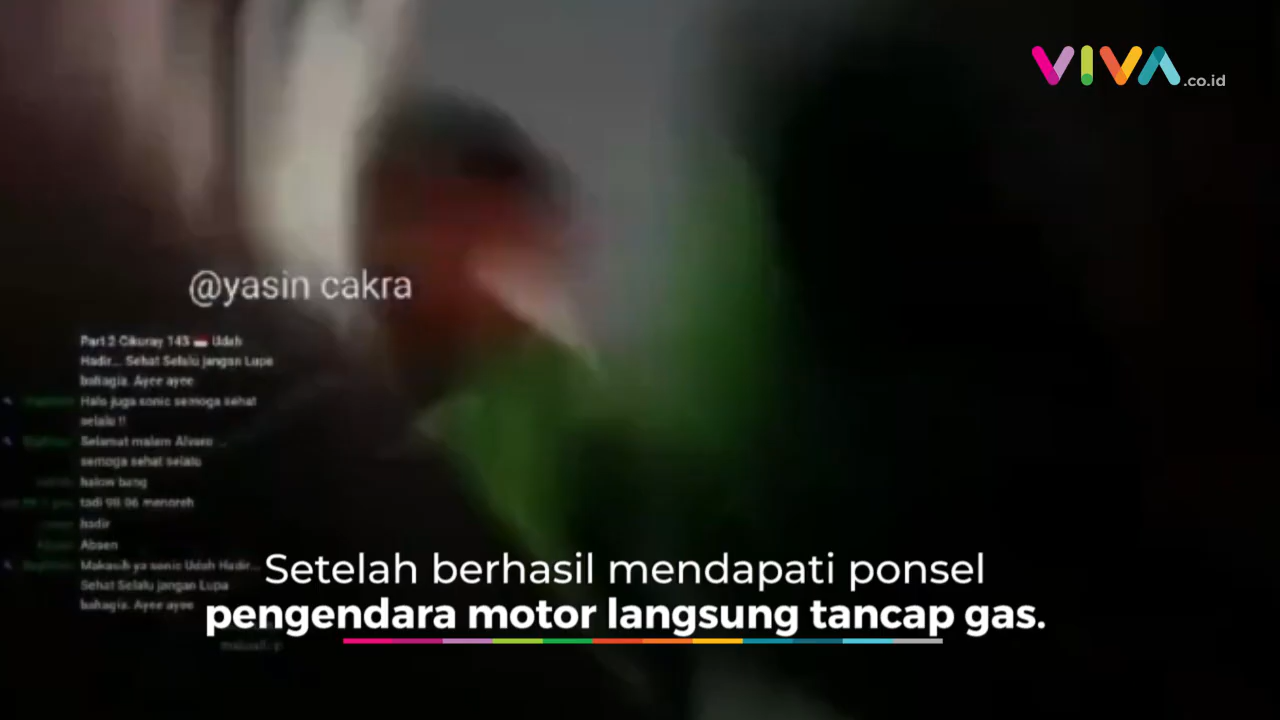 VIVA.co.id
@yasin cakra
Part 2 Cikuray 143 Udah
Hadir... Sehat Selalu jangan Lupa
bahagia. Ayee ayee
Halo juga sonic semoga sehat
selalu !!
Selamat malam Alvaro ...
semoga sehat selalu
halow bang
tadi 98.06 menoreh
hadir
Absen
Makasih ya sonic Udah Hadir...
Sehat Selalu jangan Lupa
bahagia. Ayee ayee
Setelah berhasil mendapati ponsel
pengendara motor langsung tancap gas.